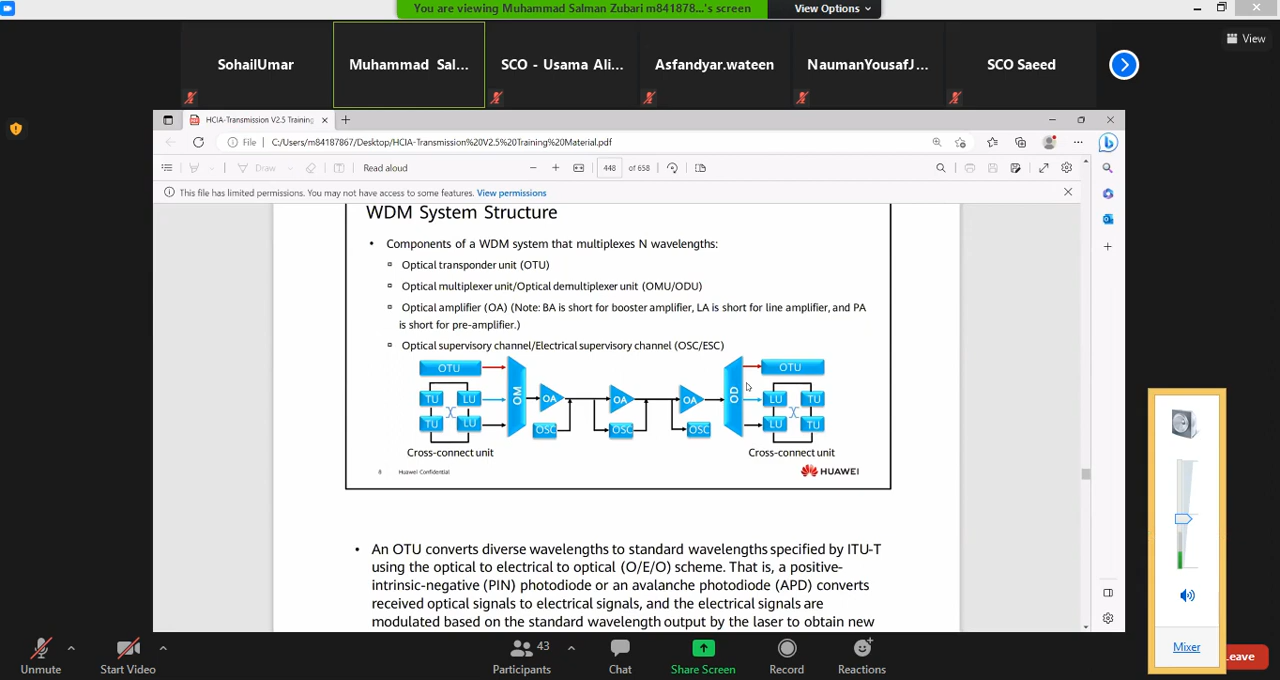 You are viewing Muhammad Salman Zubari m841878...'s screen
View Options
View
SohailUmar
Muhammad Sal...
SCO - Usama Ali...
Asfandyar.wateen
NaumanYousafJ...
SCO Saeed
HCIA-Transmission V2.5 Training
File
C:/Users/m84187867/Desktop/HCIA-Transmission%20V2.5%20Training%20Material.pdf
Draw
Read aloud
448
of 658
This file has limited permissions. You may not have access to some features. View permissions
WDM System Structure
• Components of a WDM system that multiplexes N wavelengths:
Optical transponder unit (OTU)
Optical multiplexer unit/Optical demultiplexer unit (OMU/ODU)
Optical amplifier (OA) (Note: BA is short for booster amplifier, LA is short for line amplifier, and PA
is short for pre-amplifier.)
Optical supervisory channel/Electrical supervisory channel (OSC/ESC)
OTU
OTU
TU
LU
OM
OA
OA
OA
OD
LU
TU
TU
LU
OSC
OSC
OSC
LU
TU
Cross-connect unit
Cross-connect unit
8
Huawei Confidential
HUAWEI
• An OTU converts diverse wavelengths to standard wavelengths specified by ITU-T
using the optical to electrical to optical (O/E/O) scheme. That is, a positive-
intrinsic-negative (PIN) photodiode or an avalanche photodiode (APD) converts
received optical signals to electrical signals, and the electrical signals are
modulated based on the standard wavelength output by the laser to obtain new
Mixer
Unmute
Start Video
43
Participants
Chat
Share Screen
Record
Reactions
eave